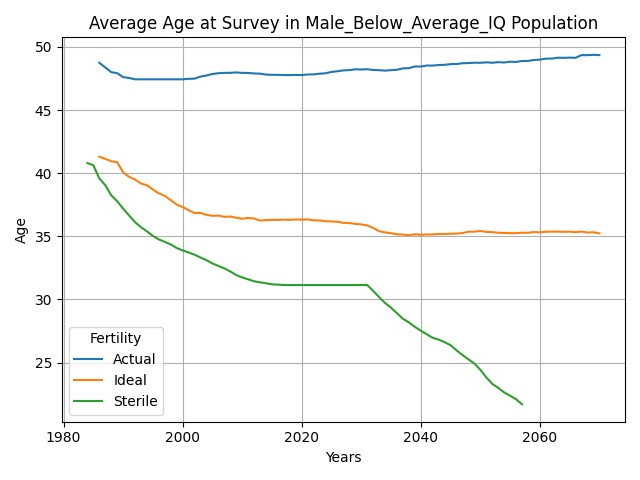 Average Age at Survey in Male_Below_Average_IQ Population
Age
50
45
40
35
30
25
Fertility
Actual
Ideal
Sterile
1980
2000
2020
2040
2060
Years